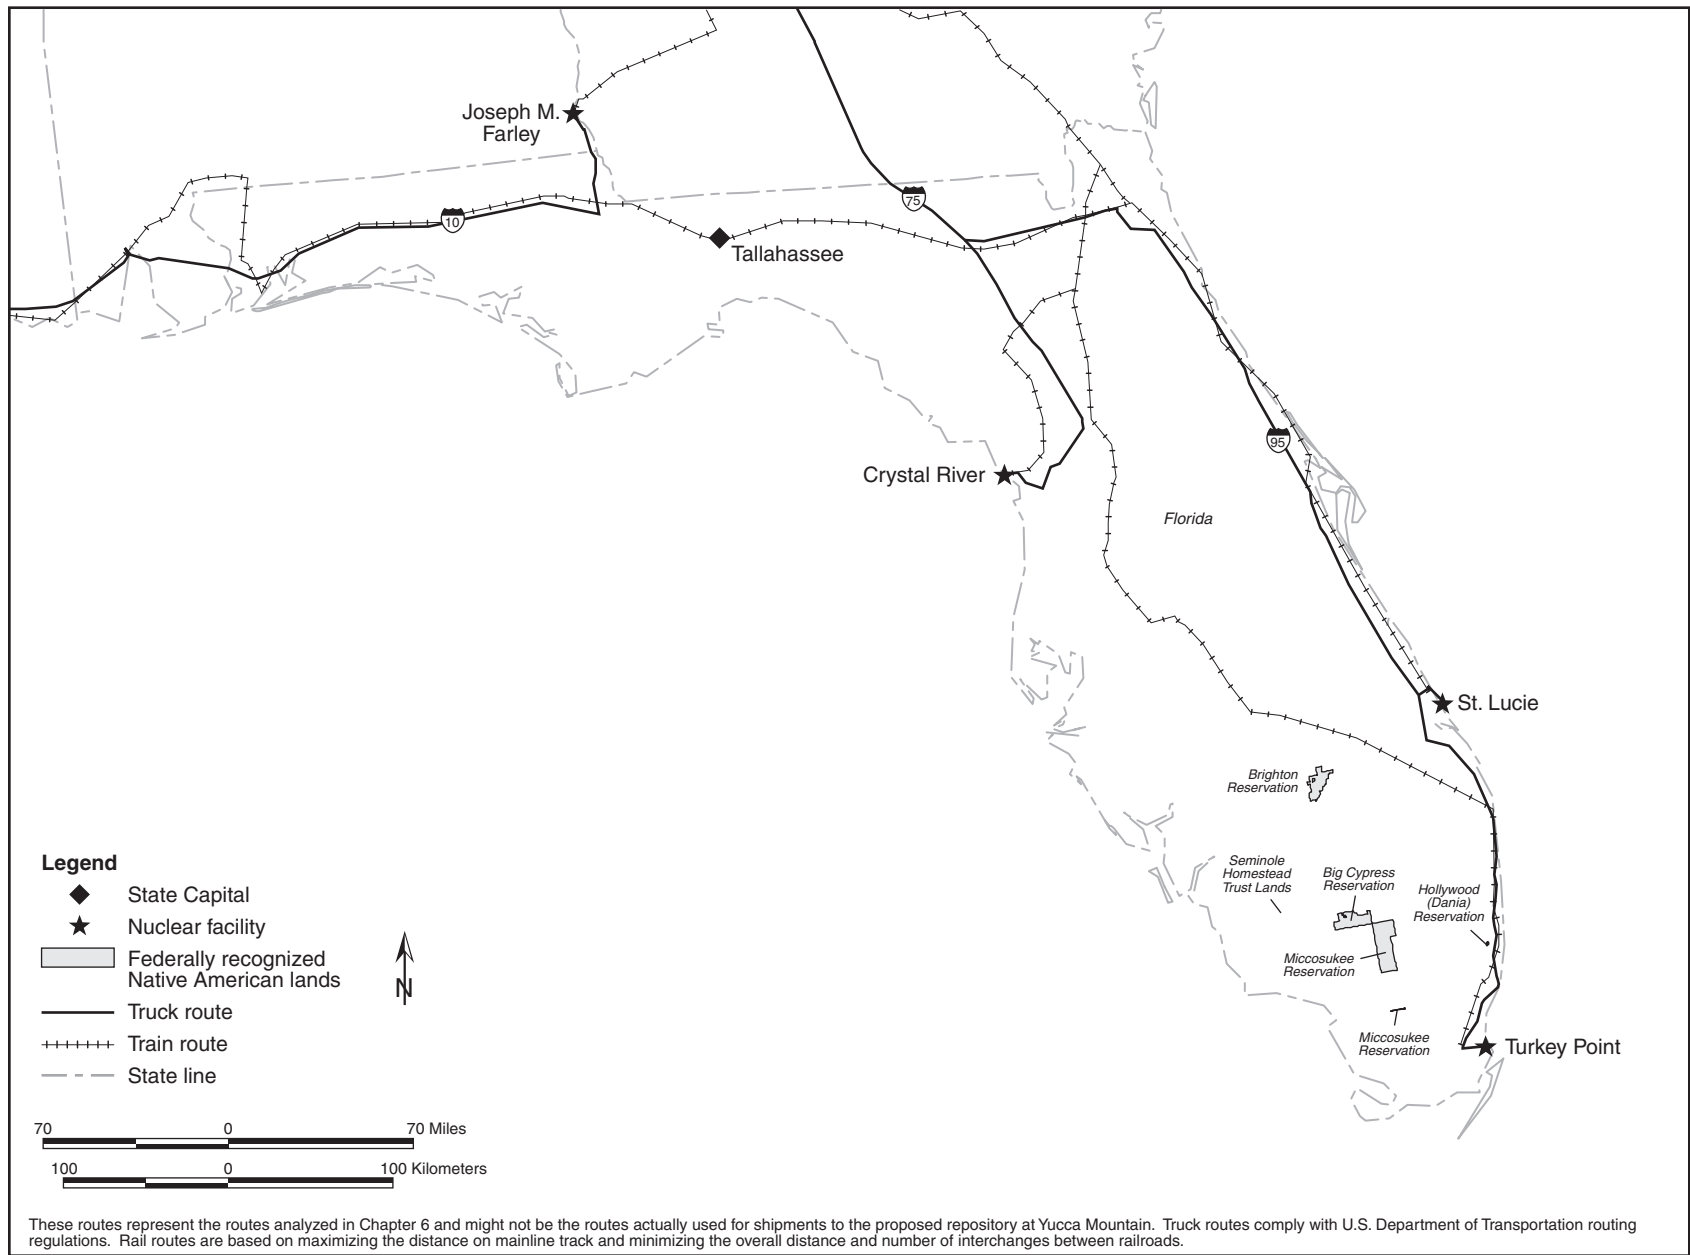 Joseph M.
Farley
75
10
Tallahassee
95
Crystal River
Florida
St. Lucie
Brighton
Reservation
Seminole
Homestead
Trust Lands
Big Cypress
Reservation
Hollywood
(Dania)
Reservation
Miccosukee
Reservation
Miccosukee
Reservation
Turkey Point
Legend
State Capital
Nuclear facility
Federally recognized
Native American lands
Truck route
Train route
State line
N
70 0 70 Miles
100 0 100 Kilometers
These routes represent the routes analyzed in Chapter 6 and might not be the routes actually used for shipments to the proposed repository at Yucca Mountain. Truck routes comply with U.S. Department of Transportation routing
regulations. Rail routes are based on maximizing the distance on mainline track and minimizing the overall distance and number of interchanges between railroads.